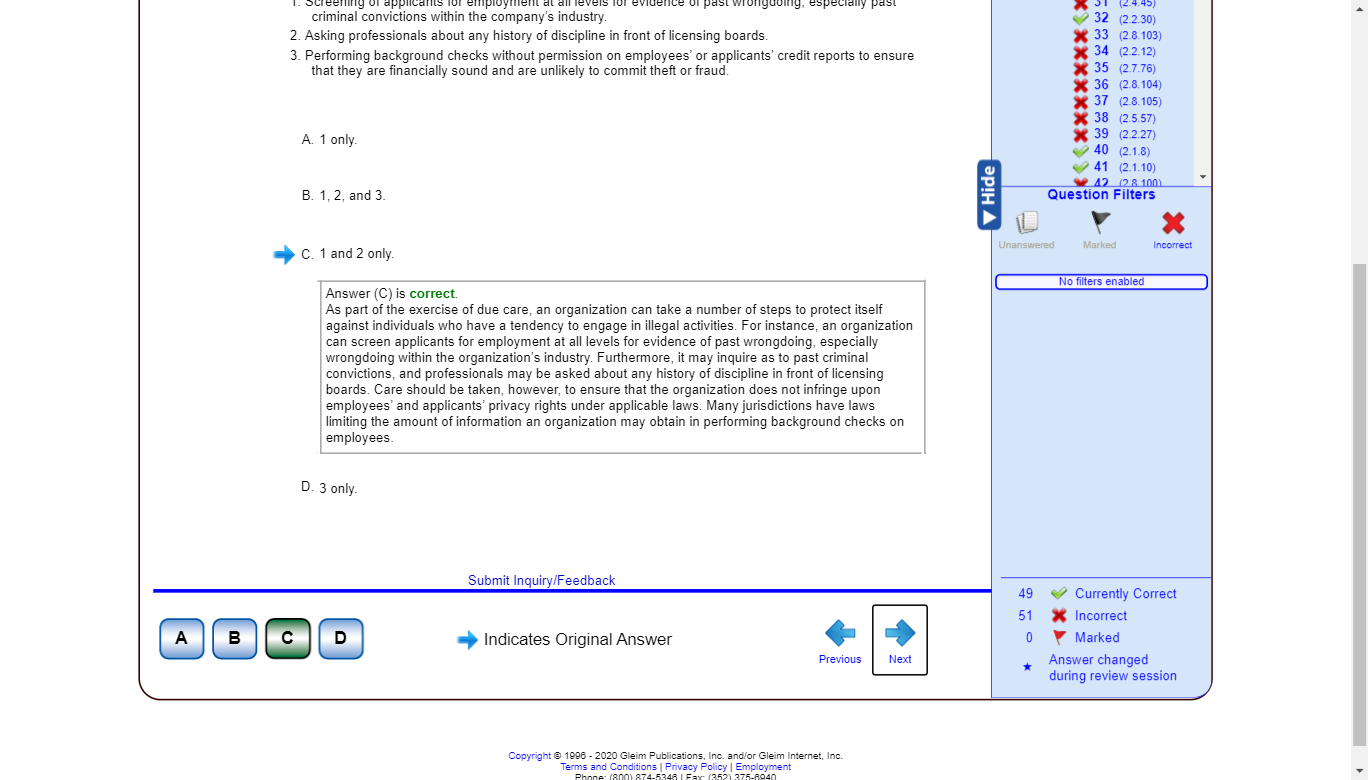 1. Screening of applicants for employment at all levels for evidence of past wrongdoing, especially past
criminal convictions within the company's industry.
2. Asking professionals about any history of discipline in front of licensing boards.
3. Performing background checks without permission on employees' or applicants' credit reports to ensure
that they are financially sound and are unlikely to commit theft or fraud.
A. 1 only.
B. 1, 2, and 3.
C. 1 and 2 only.
Answer (C) is correct.
As part of the exercise of due care, an organization can take a number of steps to protect itself
against individuals who have a tendency to engage in illegal activities. For instance, an organization
can screen applicants for employment at all levels for evidence of past wrongdoing, especially
wrongdoing within the organization's industry. Furthermore, it may inquire as to past criminal
convictions, and professionals may be asked about any history of discipline in front of licensing
boards. Care should be taken, however, to ensure that the organization does not infringe upon
employees' and applicants' privacy rights under applicable laws. Many jurisdictions have laws
limiting the amount of information an organization may obtain in performing background checks on
employees.
D. 3 only.
Submit Inquiry/Feedback
A B C D
Indicates Original Answer
Previous
Next
31 (2.4.45)
32 (2.2.30)
33 (2.8.103)
34 (2.2.12)
35 (2.7.76)
36 (2.8.104)
37 (2.8.105)
38 (2.5.57)
39 (2.2.27)
40 (2.1.8)
41 (2.1.10)
42 (2.8.100)
Hide
Question Filters
Unanswered
Marked
Incorrect
No filters enabled
49 Currently Correct
51 Incorrect
0 Marked
Answer changed
during review session
Copyright © 1996 - 2020 Gleim Publications, Inc. and/or Gleim Internet, Inc.
Terms and Conditions | Privacy Policy | Employment
Phone: (800) 874-5346 | Fax: (352) 375-6940